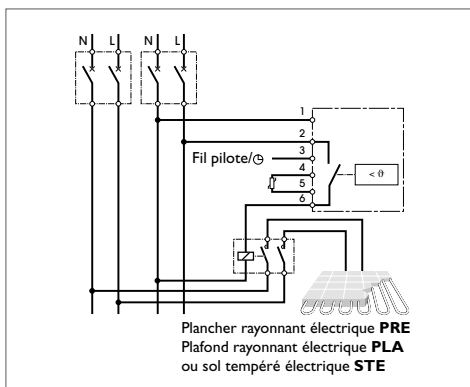 N L N L
1
2
Fil pilote/
3
4
5
6
< ϑ
Plancher rayonnant électrique PRE
Plafond rayonnant électrique PLA
ou sol tempéré électrique STE